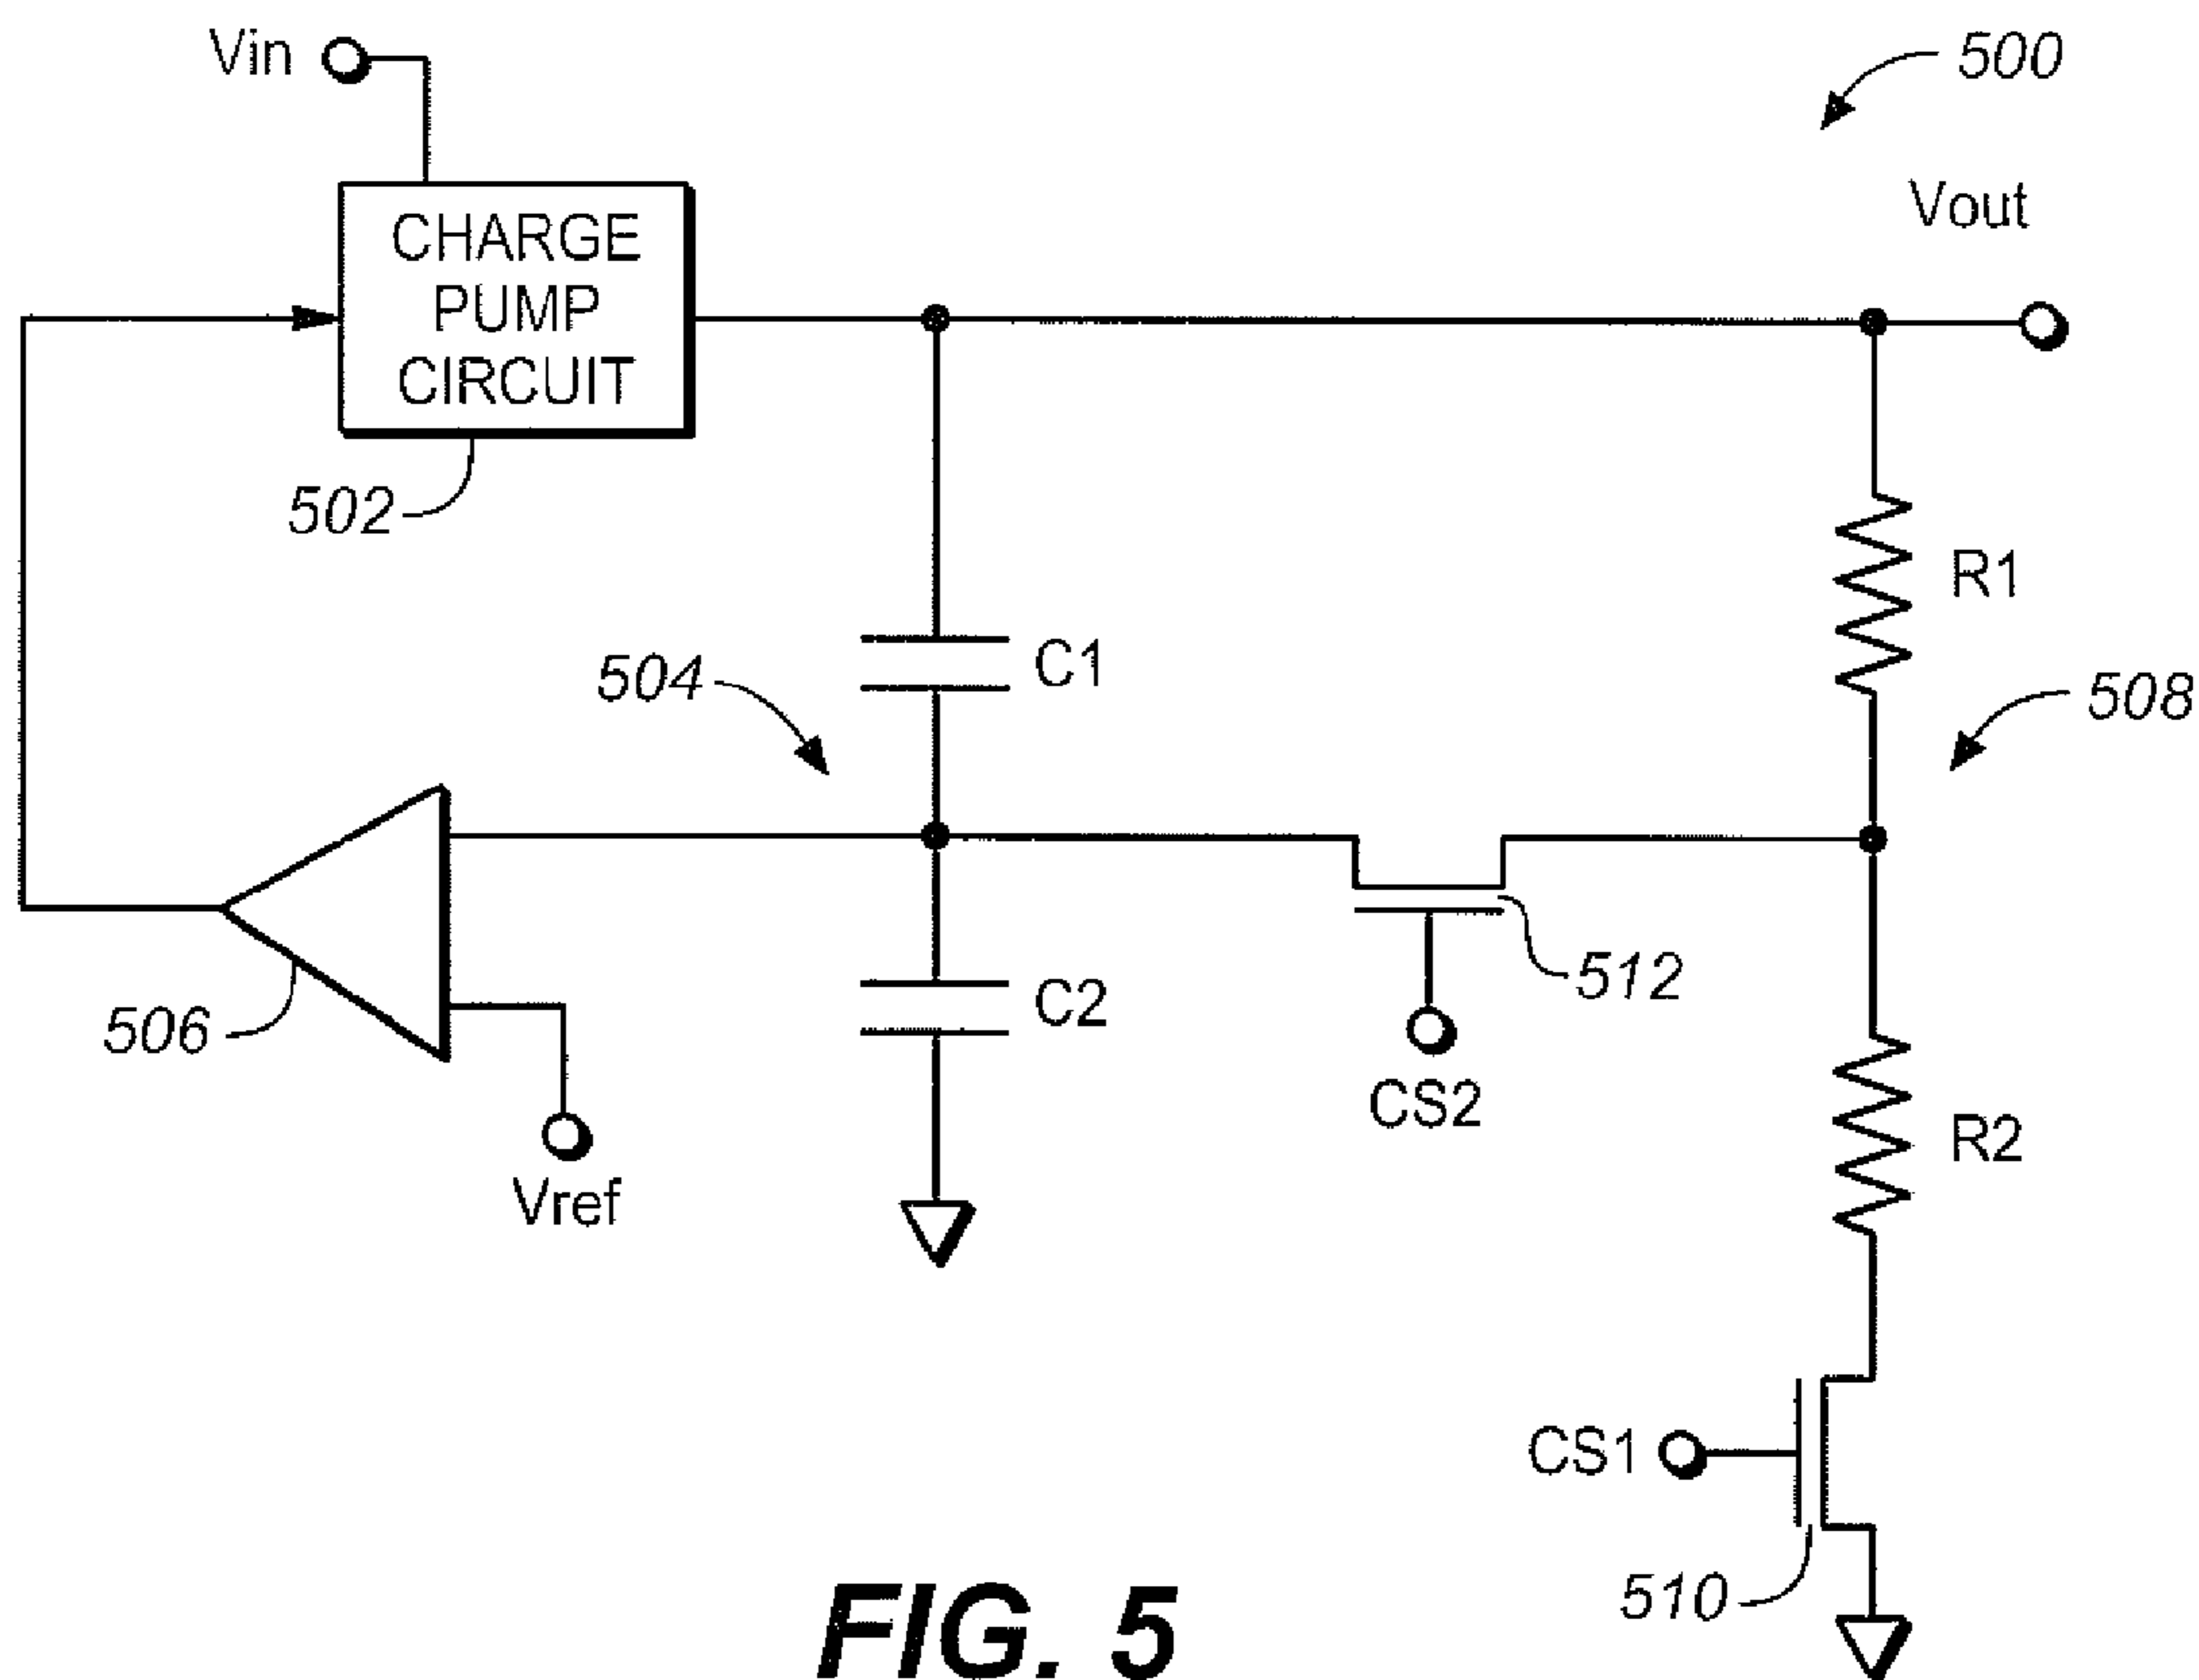 Vin
500
CHARGE
PUMP
CIRCUIT
Vout
502
R1
504
C1
508
506
C2
512
Vref
CS2
R2
CS1
510
FIG. 5